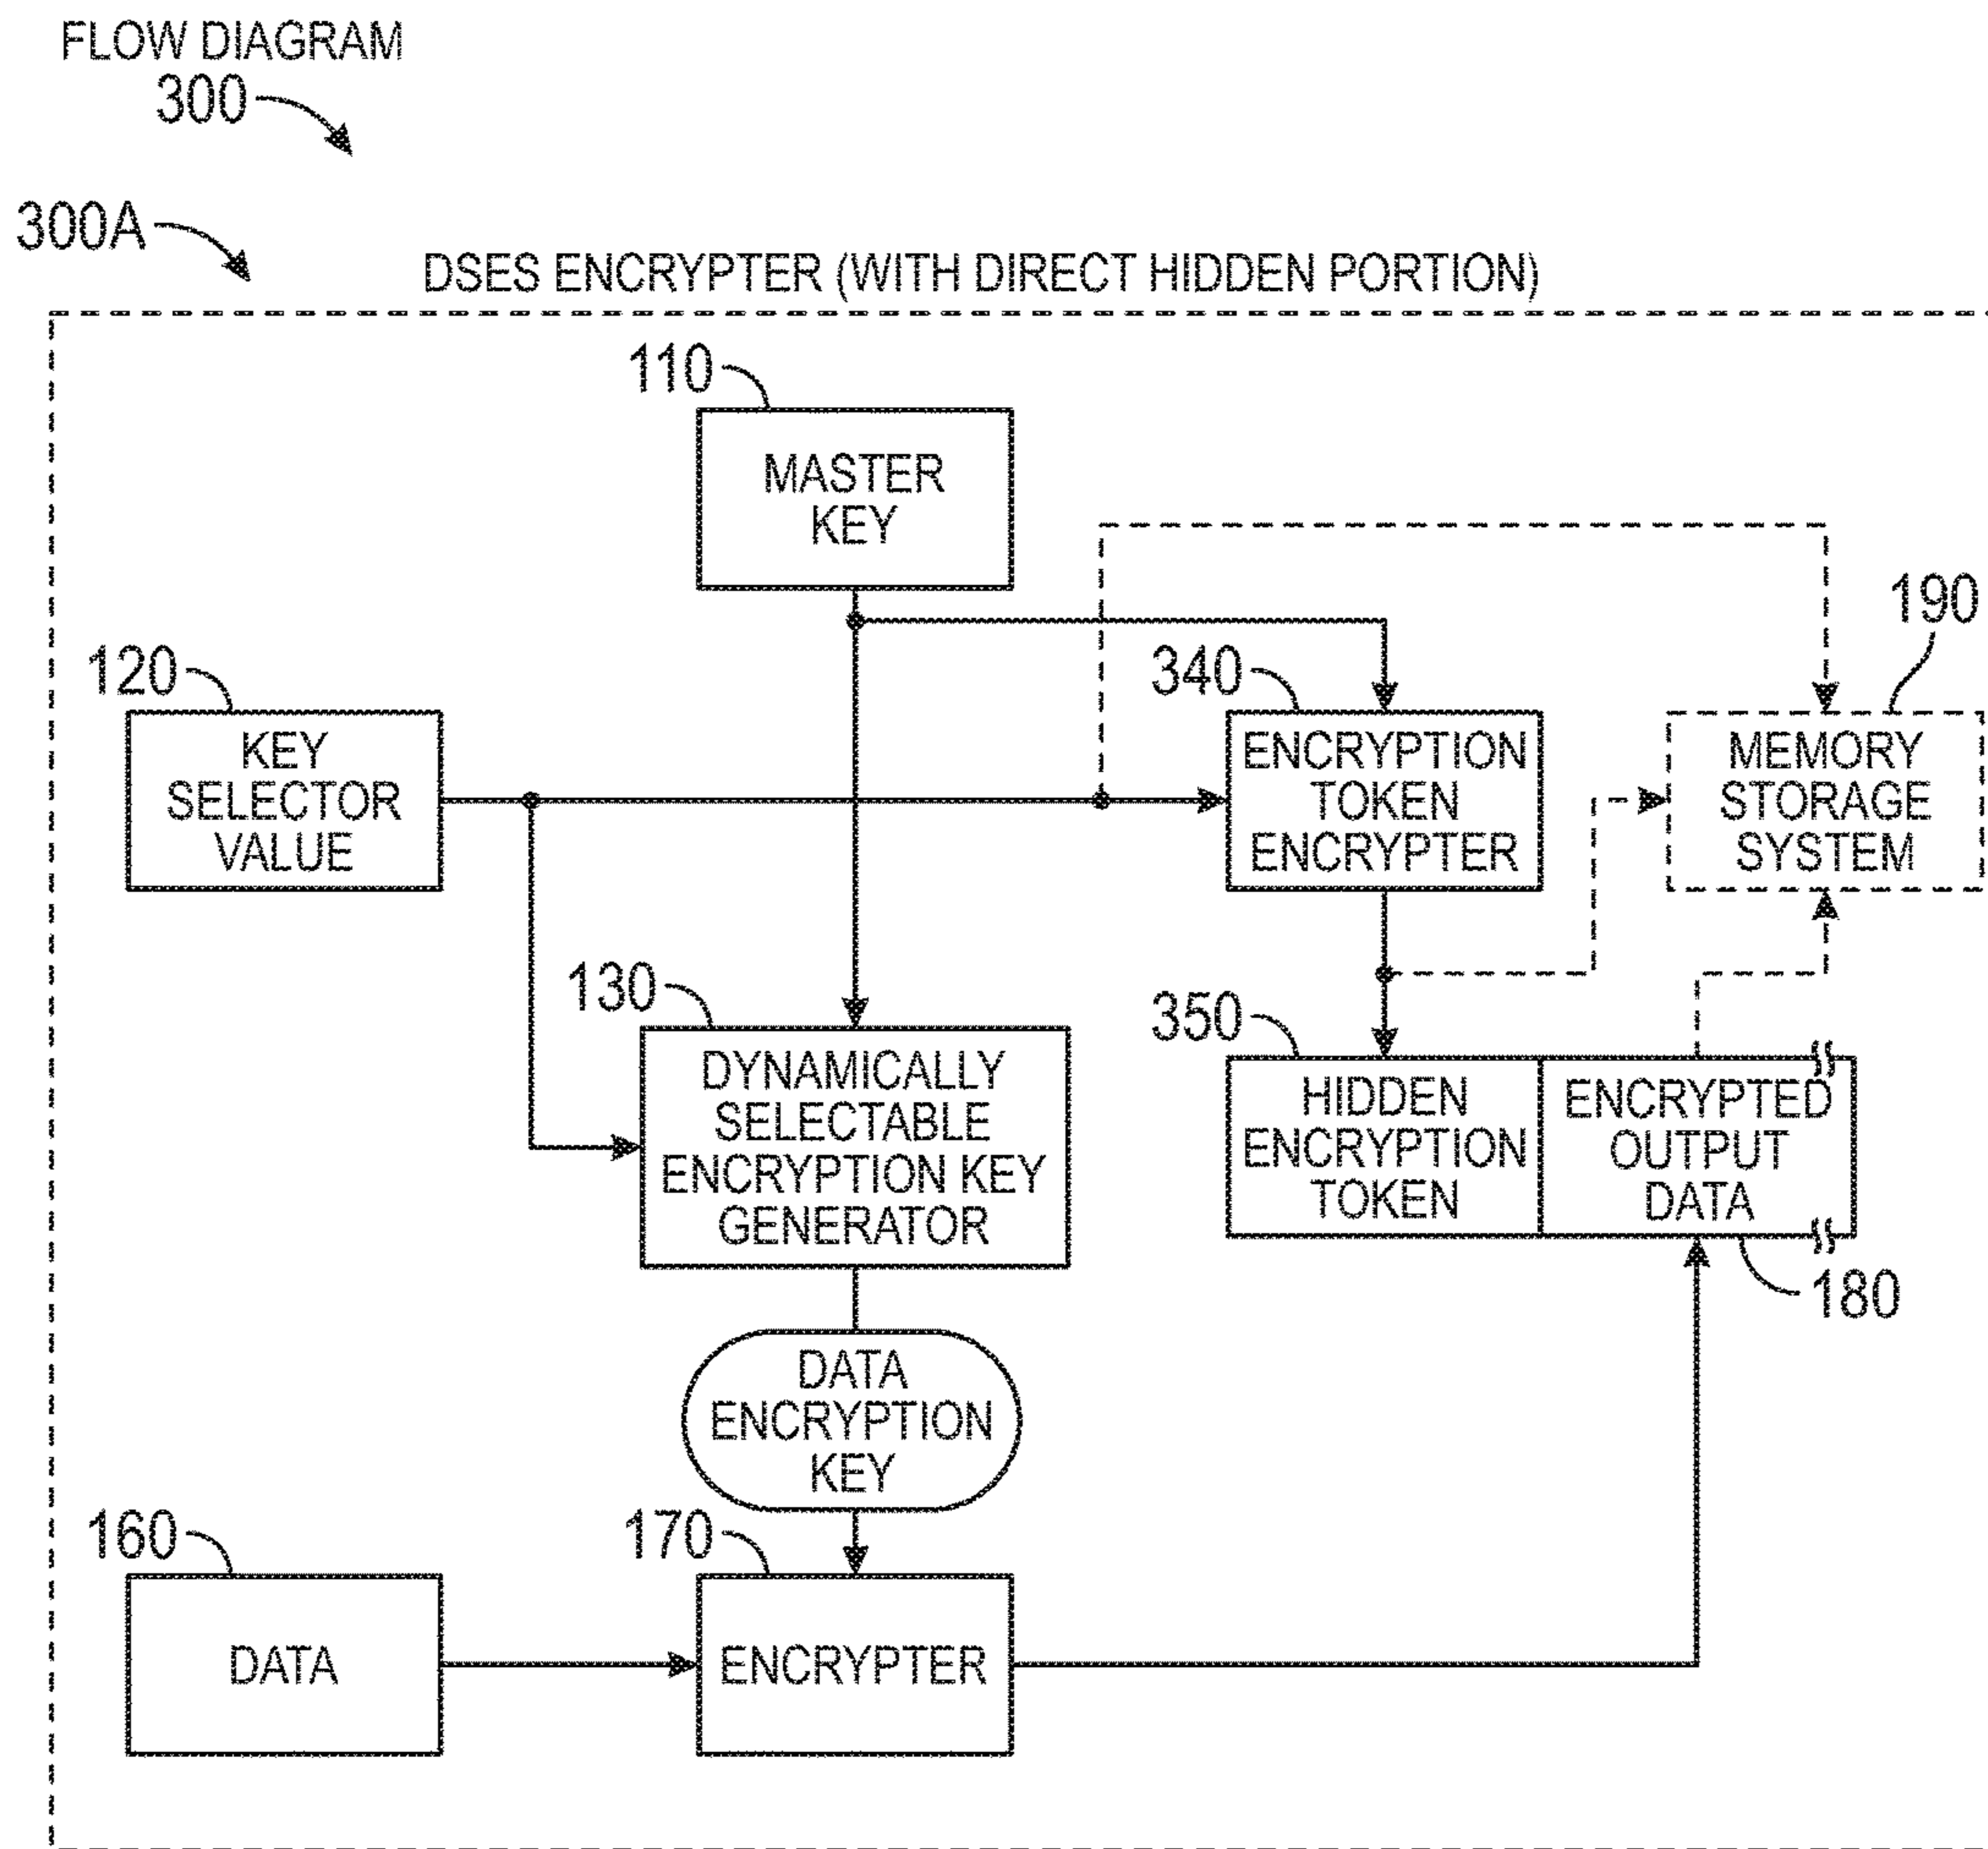 FLOW DIAGRAM
300
300A
DSES ENCRYPTER (WITH DIRECT HIDDEN PORTION)
110
MASTER
KEY
190
120
340
KEY
SELECTOR
VALUE
ENCRYPTION
TOKEN
ENCRYPTER
MEMORY
STORAGE
SYSTEM
130
350
DYNAMICALLY
SELECTABLE
ENCRYPTION KEY
GENERATOR
HIDDEN
ENCRYPTION
TOKEN
ENCRYPTED
OUTPUT
DATA
180
DATA
ENCRYPTION
KEY
160
170
DATA
ENCRYPTER